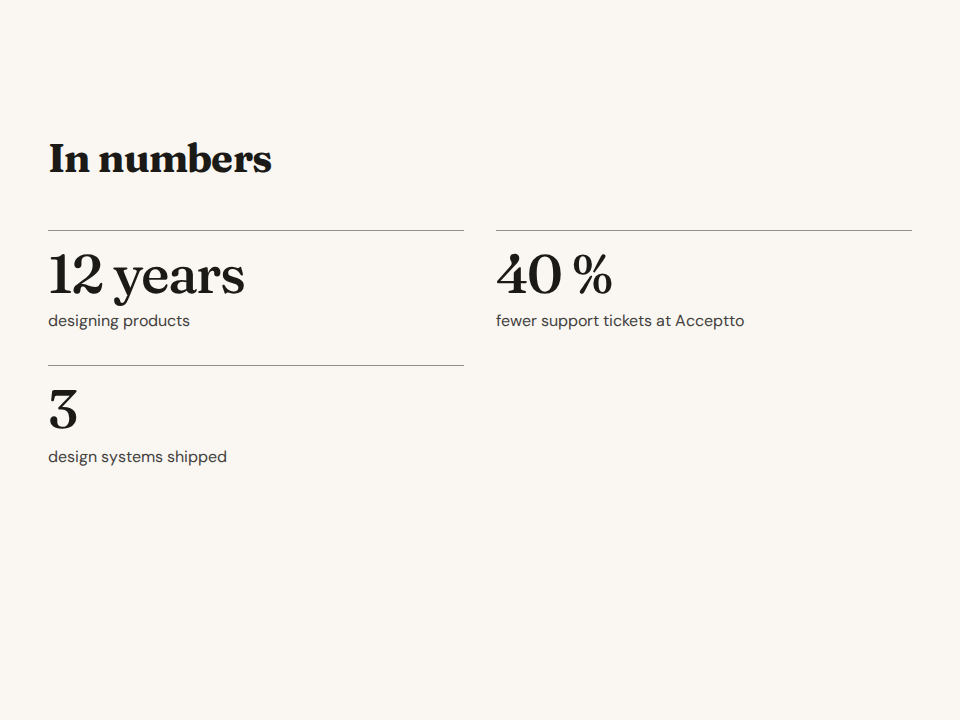 In numbers
12 years
designing products
40 %
fewer support tickets at Acceptto
3
design systems shipped